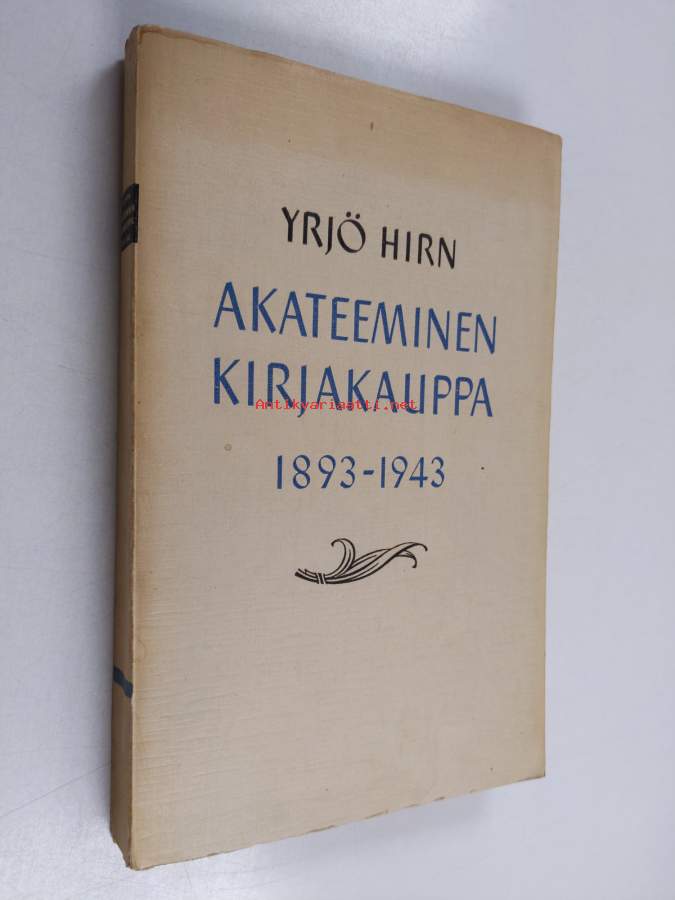 YRJÖ HIRN
AKATEEMINEN
KIRJAKAUPPA
Antikvariaatti.net
1893-1943